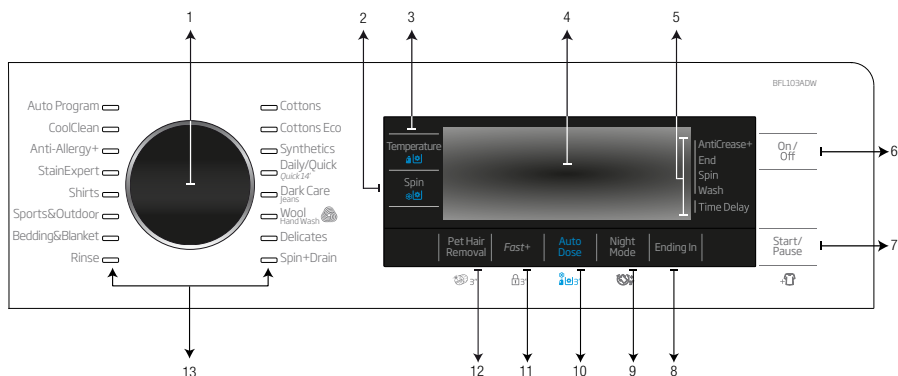 1
2
3
4
5
BFL103ADW
Auto Program
CoolClean
Anti-Allergy+
StainExpert
Shirts
Sports&Outdoor
Bedding&Blanket
Rinse
Cottons
Cottons Eco
Synthetics
Daily/Quick
Quick 14'
Dark Care
Jeans
Wool
Hand Wash
Delicates
Spin+Drain
Temperature
Spin
AntiCrease+
End
Spin
Wash
Time Delay
On/
Off
6
Pet Hair
Removal
Fast+
Auto
Dose
Night
Mode
Ending In
Start/
Pause
7
3"
3"
3"
+
13
12
11
10
9
8